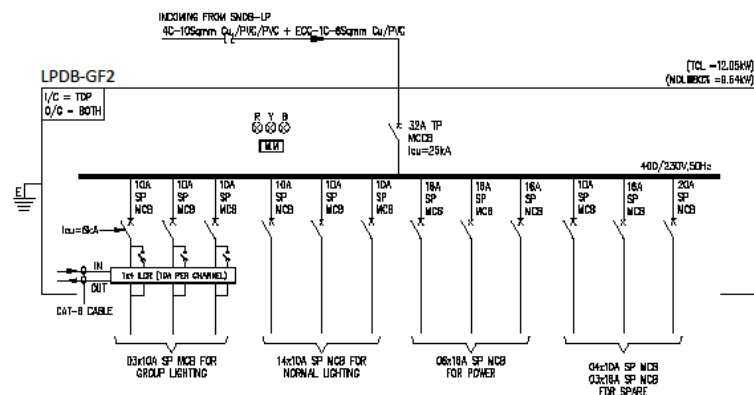 INCOMING FROM SMDB-LP
4C-10Sqmm Cu/PVC/PVC + ECC-1C-6Sqmm Cu/PVC
LPDB-GF2
(TCL =12.05kW)
=9.64kW)
I/C = TOP
O/G = BOTH
R Y B
32A TP
MCCB
Icu=25kA
400/230V,50Hz
E
10A SP MCB
10A SP MCB
10A SP MCB
10A SP MCB
10A SP MCB
10A SP MCB
16A SP MCB
16A SP MCB
16A SP MCB
10A SP MCB
16A SP MCB
20A SP MCB
Icu=6kA
IN
OUT
(10A PER CHANNEL)
CAT-6 CABLE
03x10A SP MCB FOR
GROUP LIGHTING
14x10A SP MCB FOR
NORMAL LIGHTING
06x16A SP MCB
FOR POWER
04x10A SP MCB
03x16A SP MCB
FOR SPARE